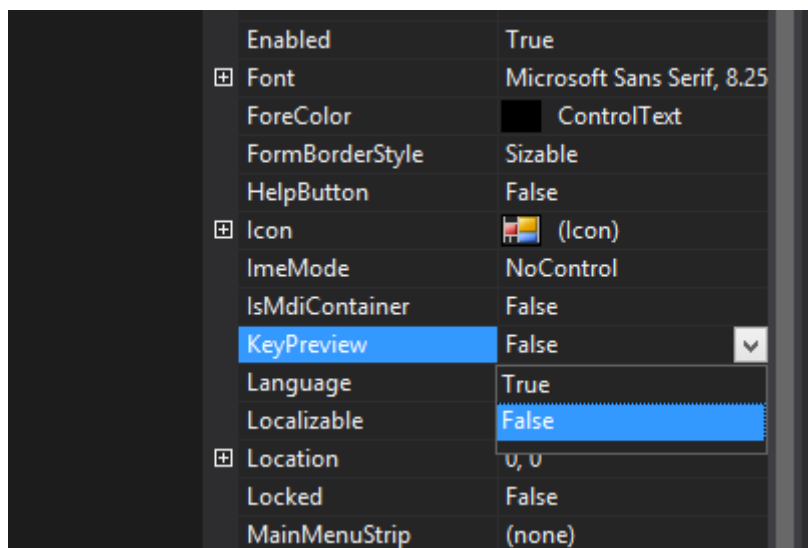 Enabled True
Font Microsoft Sans Serif, 8.25
ForeColor ControlText
FormBorderStyle Sizable
HelpButton False
Icon (Icon)
ImeMode NoControl
IsMdiContainer False
KeyPreview False
Language True
Localizable False
Location 0, 0
Locked False
MainMenuStrip (none)